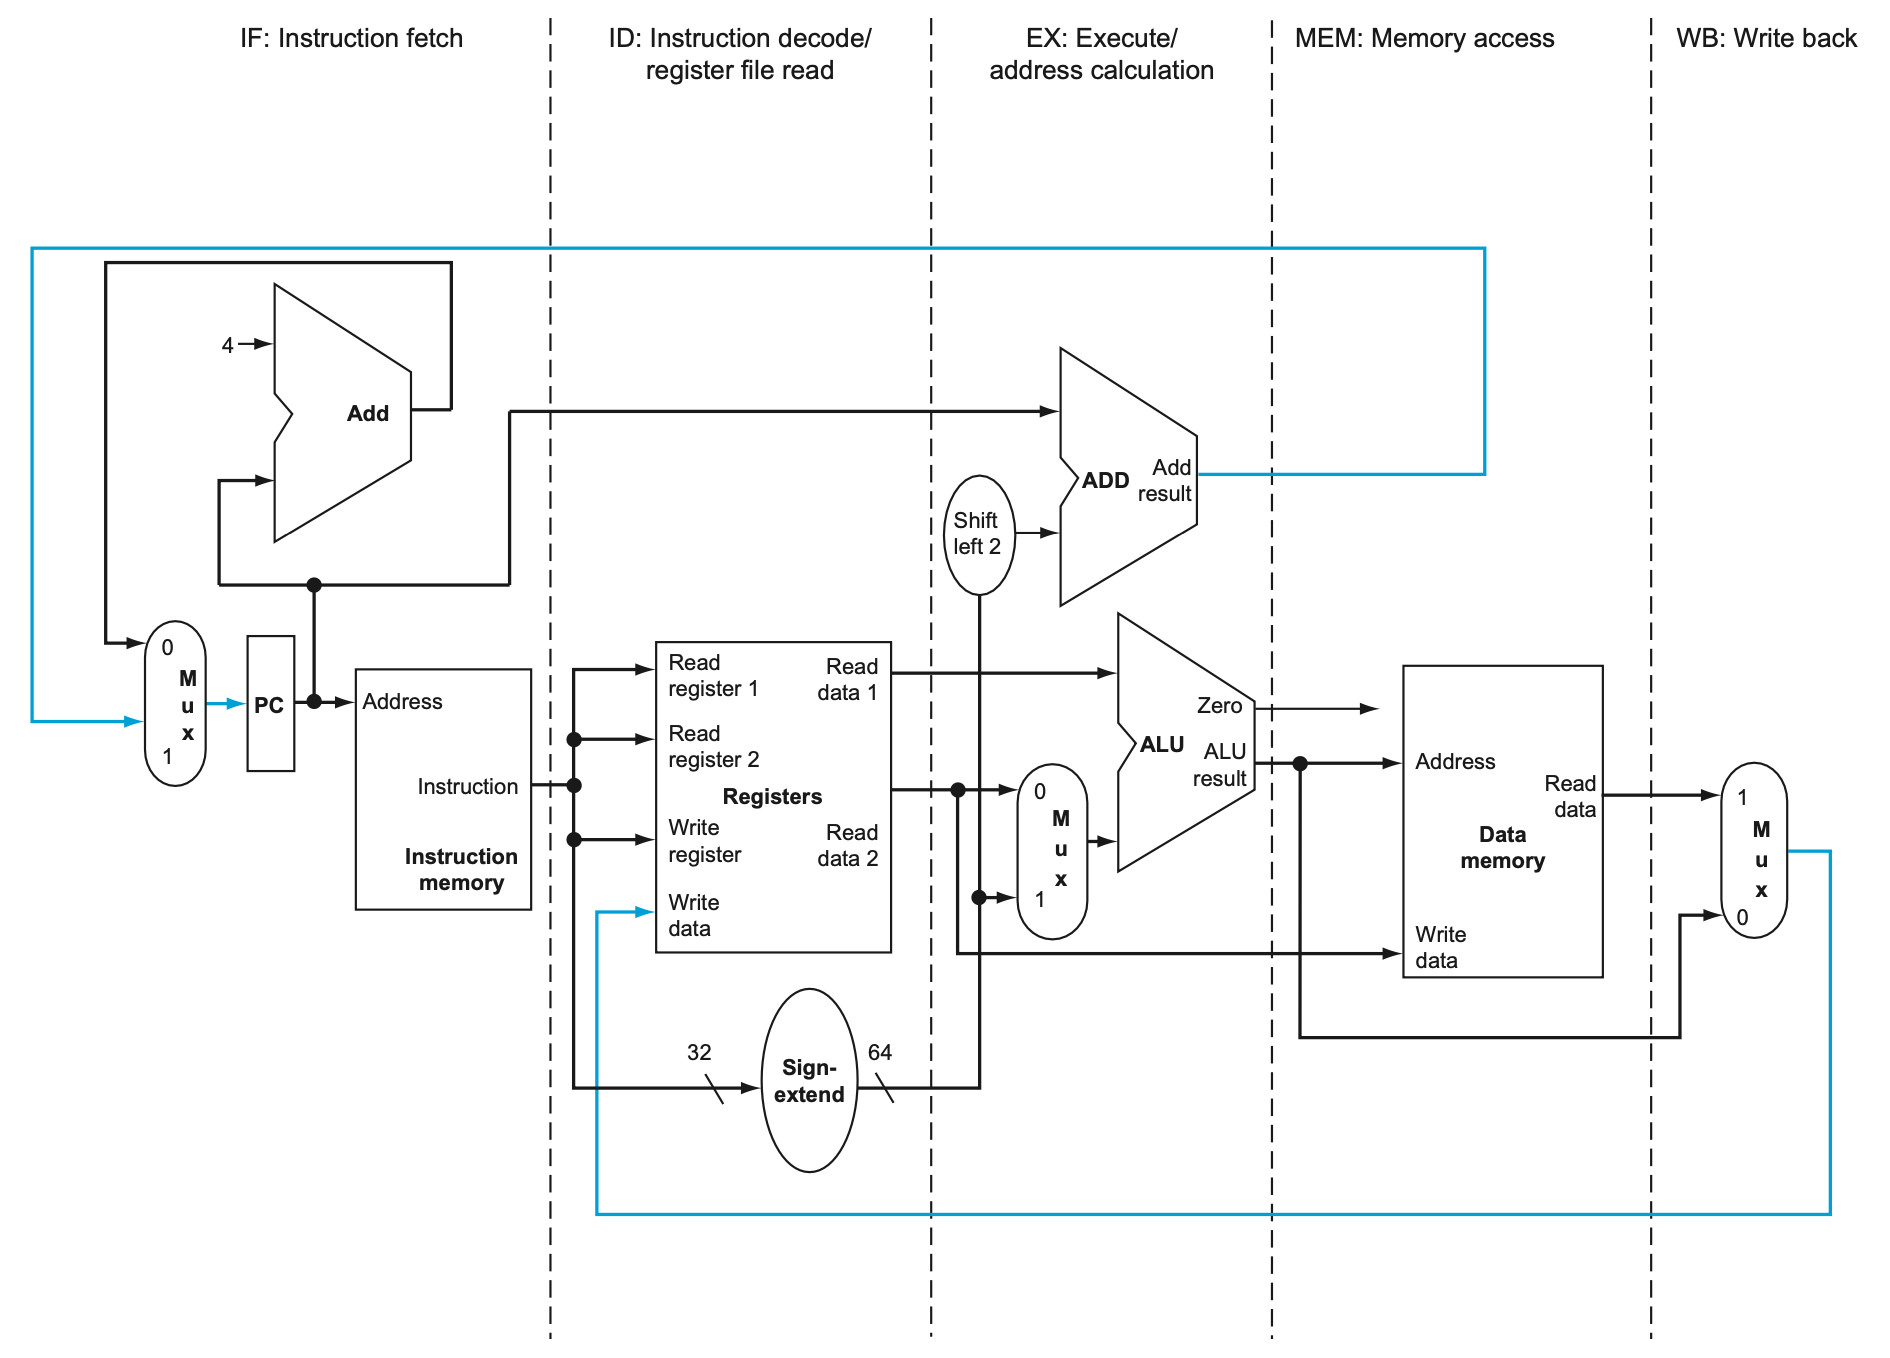 IF: Instruction fetch
ID: Instruction decode/
register file read
EX: Execute/
address calculation
MEM: Memory access
WB: Write back
4
Add
ADD
Add
result
Shift
left 2
0
M
u
x
1
PC
Address
Instruction
Instruction
memory
Read
register 1
Read
register 2
Write
register
Write
data
Registers
Read
data 1
Read
data 2
0
M
u
x
1
Zero
ALU
ALU
result
Address
Read
data
Data
memory
Write
data
1
M
u
x
0
32
Sign-
extend
64